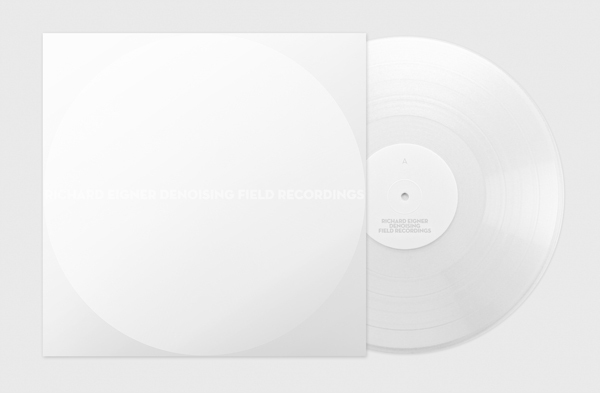 RICHARD EIGNER DENOISING FIELD RECORDINGS
A
RICHARD EIGNER
DENOISING
FIELD RECORDINGS